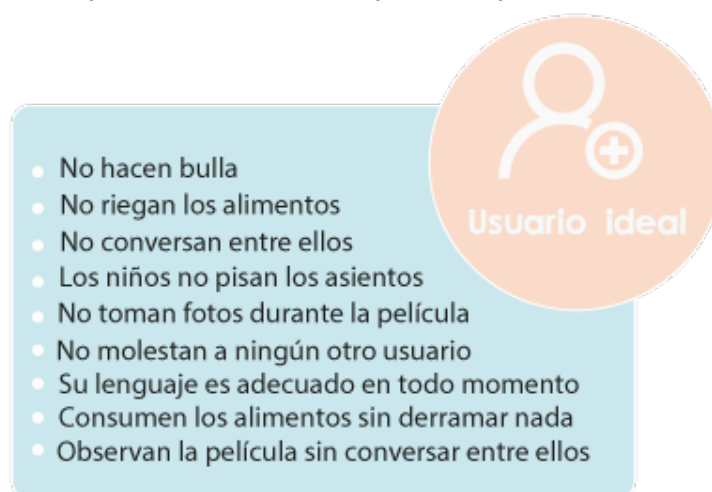 Usuario ideal
No hacen bulla
No riegan los alimentos
No conversan entre ellos
Los niños no pisan los asientos
No toman fotos durante la película
No molestan a ningún otro usuario
Su lenguaje es adecuado en todo momento
Consumen los alimentos sin derramar nada
Observan la película sin conversar entre ellos